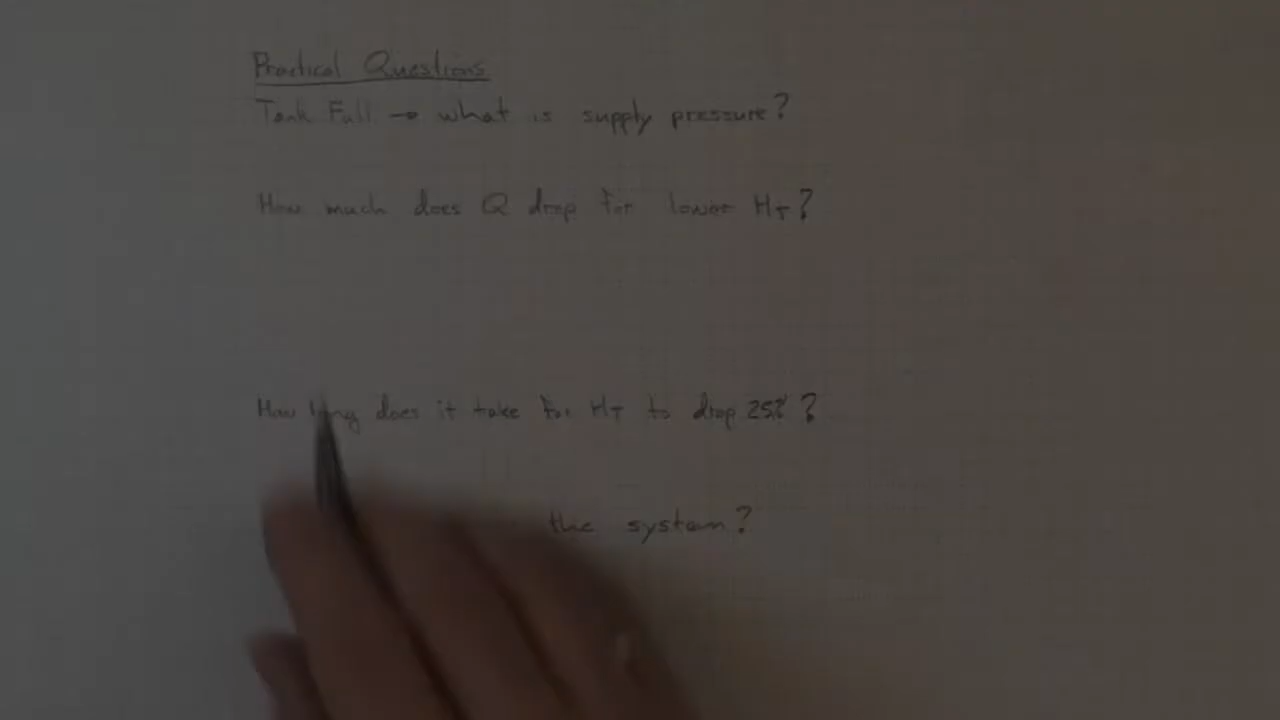 Practical Questions
Tank Full → what is supply pressure?
How much does Q drop for lower HT?
How long does it take for HT to drop 25%?
the system?